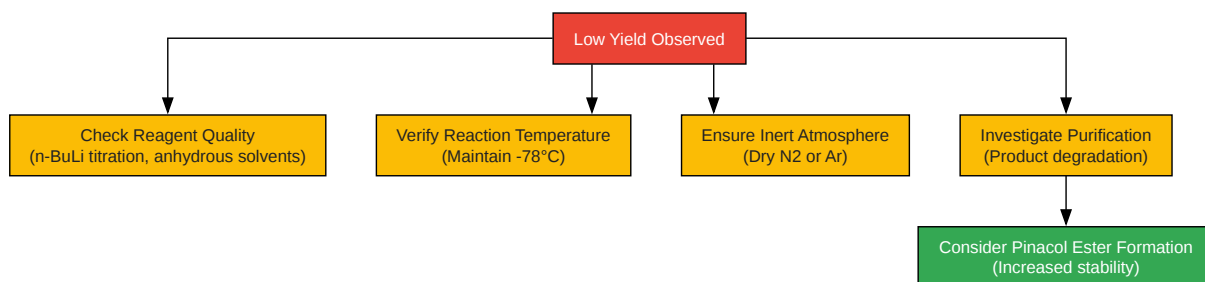 Low Yield Observed
Check Reagent Quality
(n-BuLi titration, anhydrous solvents)
Verify Reaction Temperature
(Maintain -78°C)
Ensure Inert Atmosphere
(Dry N2 or Ar)
Investigate Purification
(Product degradation)
Consider Pinacol Ester Formation
(Increased stability)